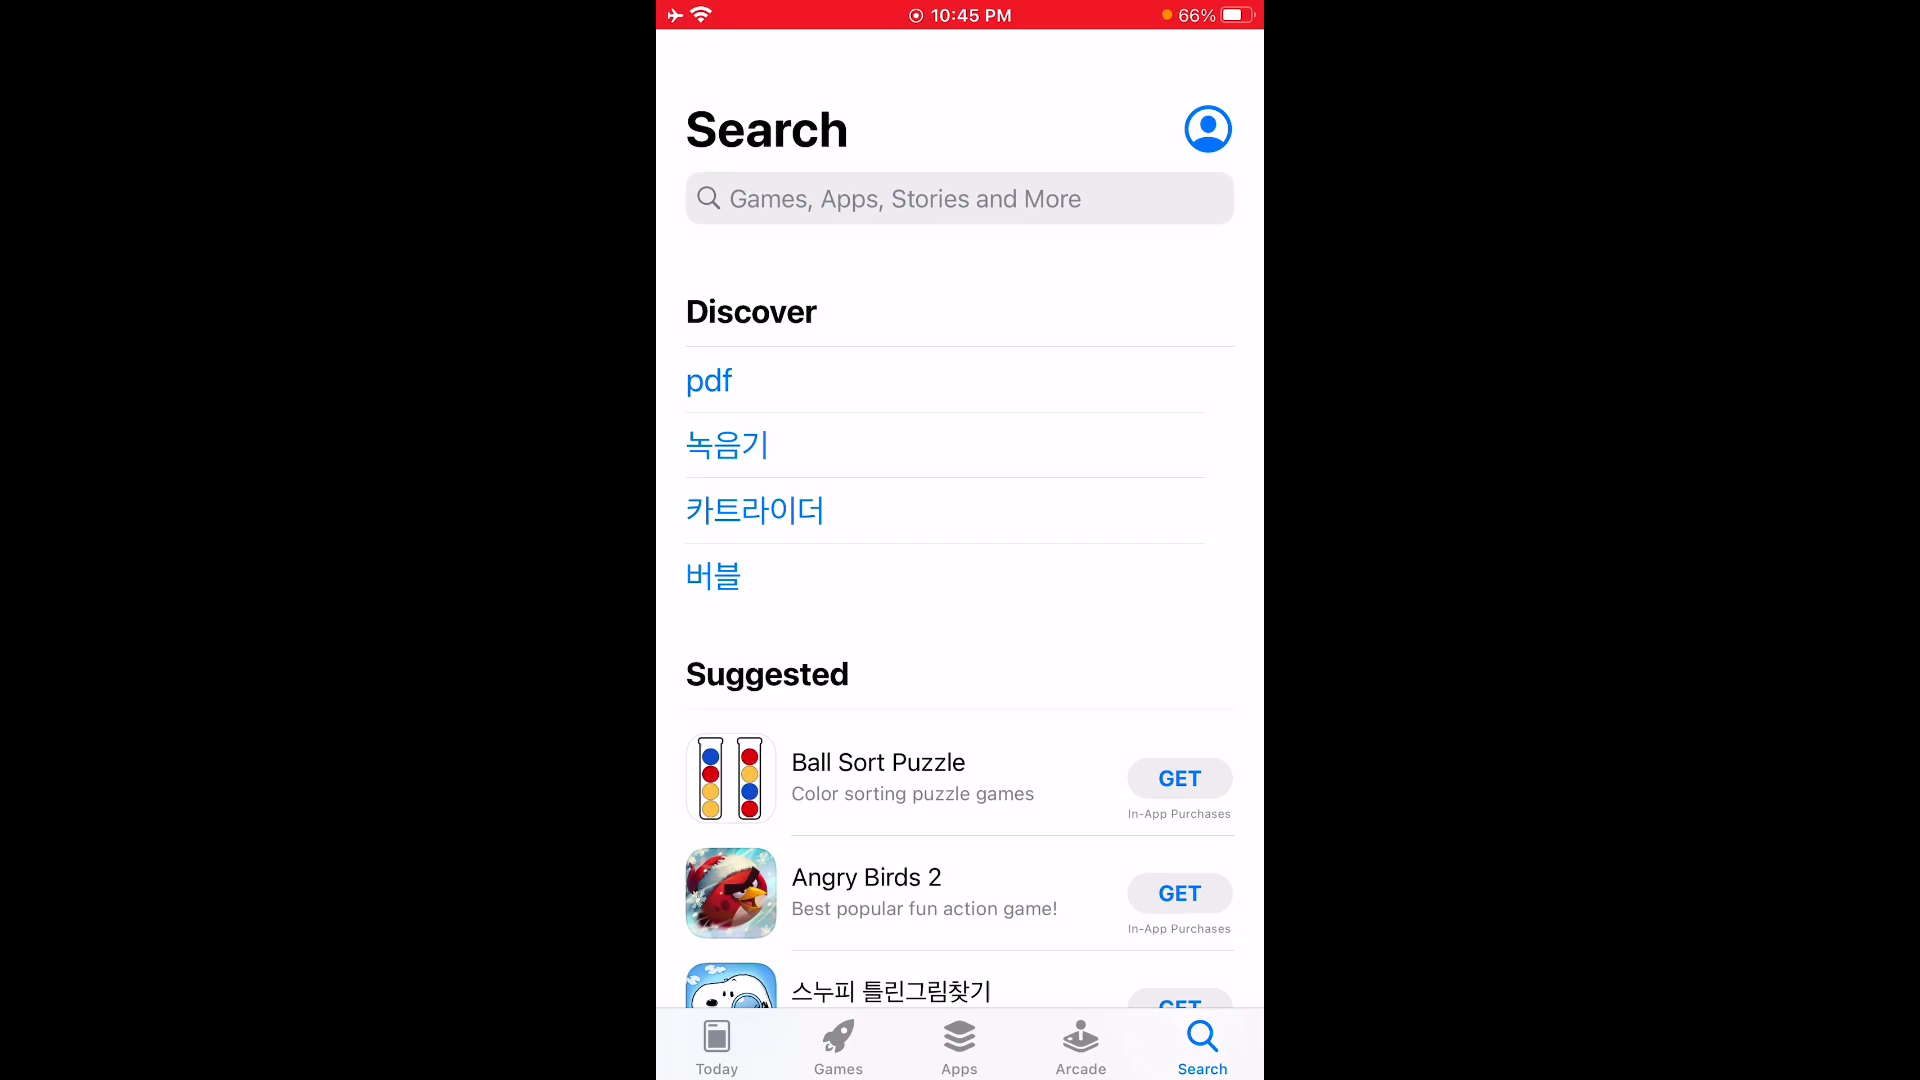 10:45 PM
66%
Search
Games, Apps, Stories and More
Discover
pdf
녹음기
카트라이더
버블
Suggested
Ball Sort Puzzle
Color sorting puzzle games
GET
In-App Purchases
Angry Birds 2
Best popular fun action game!
GET
In-App Purchases
스누피 틀린그림찾기
GET
Today
Games
Apps
Arcade
Search